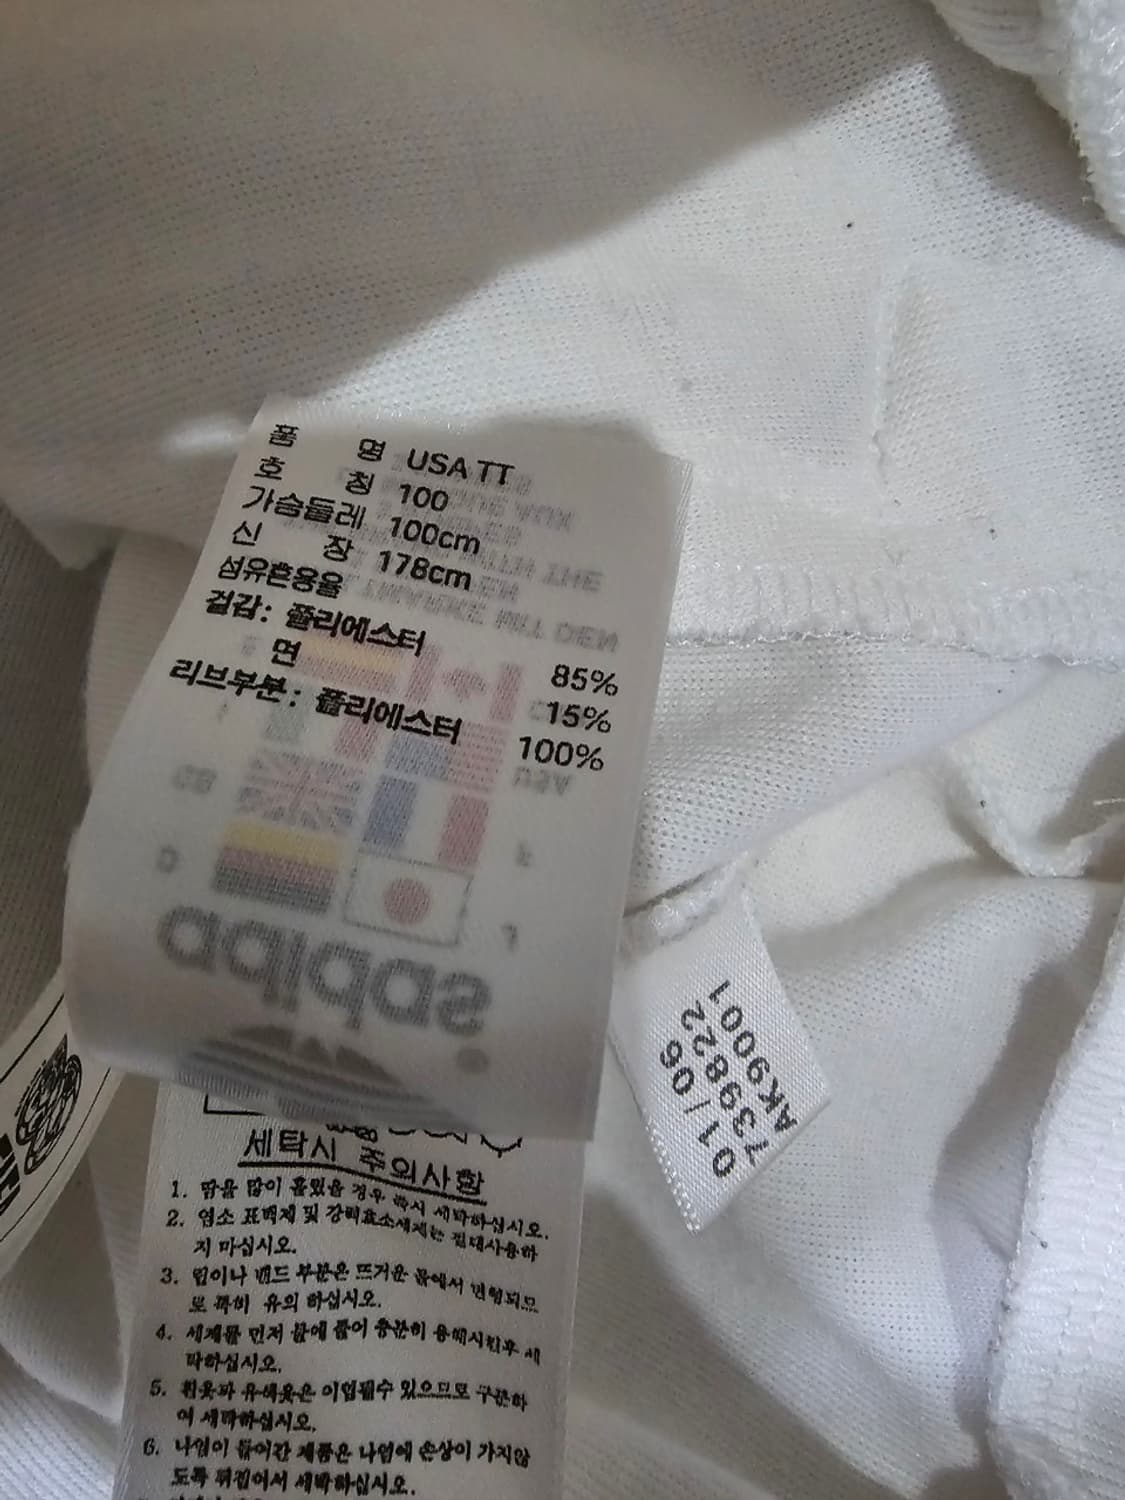 품 명 USA TT
호 칭 100
가슴둘레 100cm
신 장 178cm
섬유혼용율
겉감: 폴리에스터 85%
면 15%
리브부분: 폴리에스터 100%
USA
GB
F
D
J
adidas
01/06
739822
AK9001
세탁시 주의사항
1. 땀을 많이 흘렸을 경우 즉시 세탁하십시오.
2. 염소 표백제 및 강력효소세제는 절대사용하
지 마십시오.
3. 깃이나 밴드 부분은 뜨거운 물에서 변형되므
로 특히 유의 하십시오.
4. 세제를 먼저 물에 풀어 충분히 용해시킨후 세
탁하십시오.
5. 흰옷과 유색옷은 이염될수 있으므로 구분하
여 세탁하십시오.
6. 나염이 들어간 제품은 나염에 손상이 가지않
도록 뒤집어서 세탁하십시오.